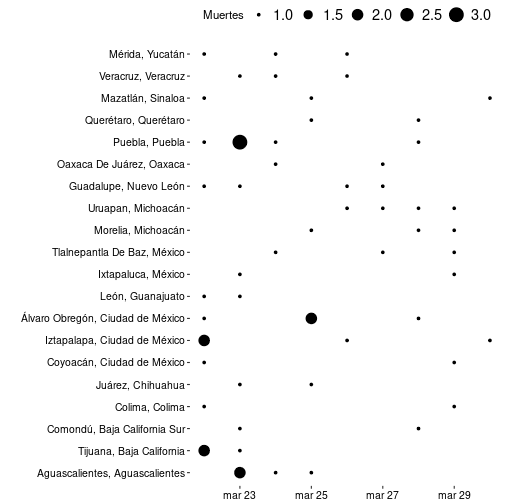 Muertes 1.0 1.5 2.0 2.5 3.0
Mérida, Yucatán
Veracruz, Veracruz
Mazatlán, Sinaloa
Querétaro, Querétaro
Puebla, Puebla
Oaxaca De Juárez, Oaxaca
Guadalupe, Nuevo León
Uruapan, Michoacán
Morelia, Michoacán
Tlalnepantla De Baz, México
Ixtapaluca, México
León, Guanajuato
Álvaro Obregón, Ciudad de México
Iztapalapa, Ciudad de México
Coyoacán, Ciudad de México
Juárez, Chihuahua
Colima, Colima
Comondú, Baja California Sur
Tijuana, Baja California
Aguascalientes, Aguascalientes
mar 23 mar 25 mar 27 mar 29